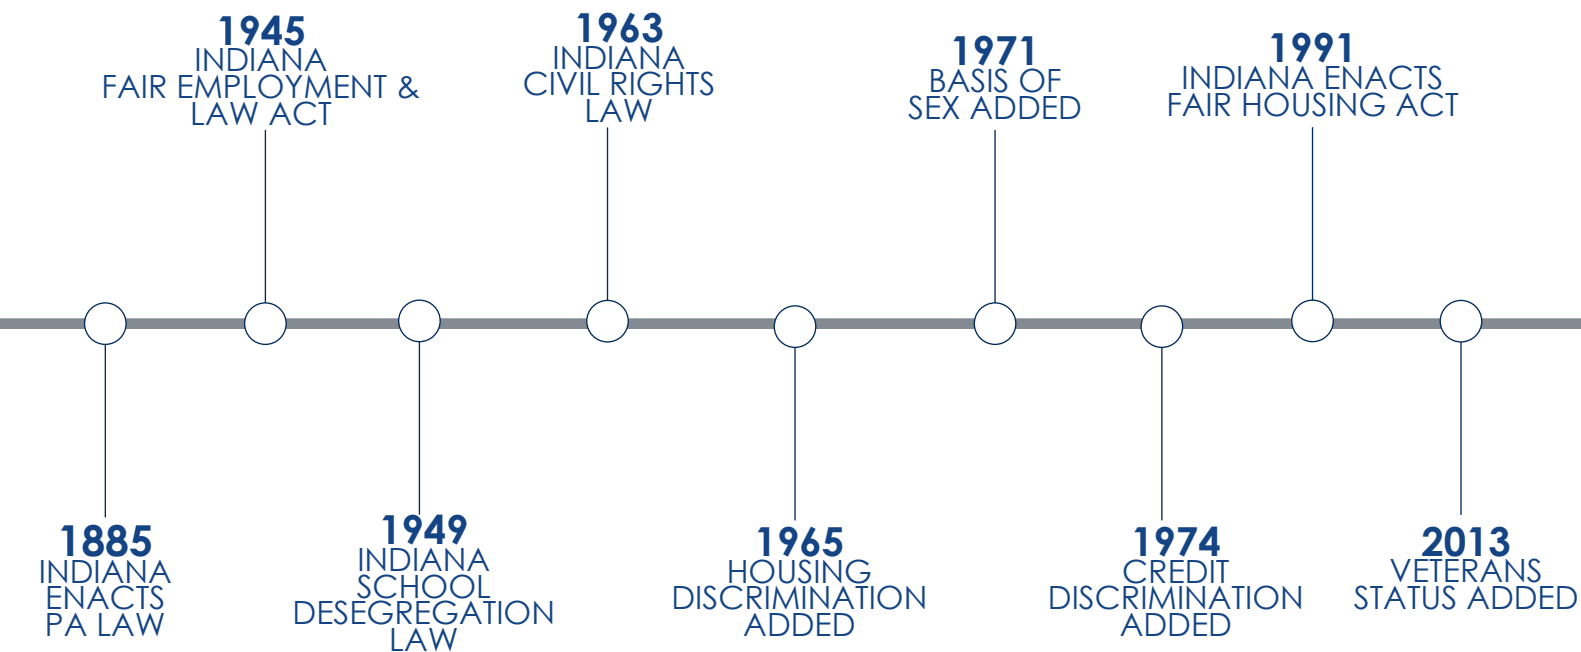 1945
INDIANA
FAIR EMPLOYMENT &
LAW ACT
1963
INDIANA
CIVIL RIGHTS
LAW
1971
BASIS OF
SEX ADDED
1991
INDIANA ENACTS
FAIR HOUSING ACT
1885
INDIANA
ENACTS
PA LAW
1949
INDIANA
SCHOOL
DESEGREGATION
LAW
1965
HOUSING
DISCRIMINATION
ADDED
1974
CREDIT
DISCRIMINATION
ADDED
2013
VETERANS
STATUS ADDED